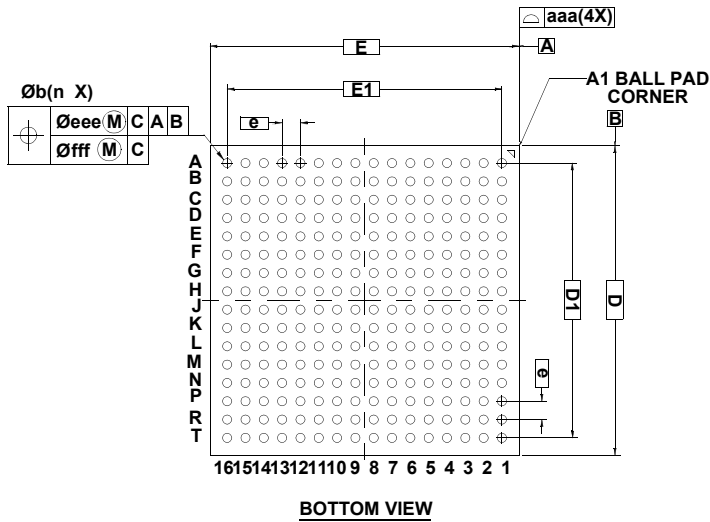 aaa(4X)
E
A
E1
A1 BALL PAD
CORNER
Øb(n X)
e
B
Øeee M C A B
Øfff M C
A
B
C
D
E
F
G
H
J
K
L
M
N
P
R
T
D1
D
e
16 15 14 13 12 11 10 9 8 7 6 5 4 3 2 1
BOTTOM VIEW